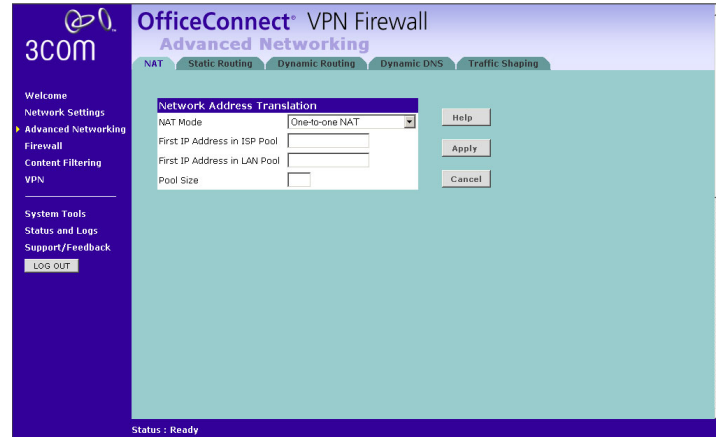 3COM
OfficeConnect® VPN Firewall
Advanced Networking
NAT Static Routing Dynamic Routing Dynamic DNS Traffic Shaping
Welcome
Network Settings
Advanced Networking
Firewall
Content Filtering
VPN
System Tools
Status and Logs
Support/Feedback
LOG OUT
Network Address Translation
NAT Mode One-to-one NAT
First IP Address in ISP Pool
First IP Address in LAN Pool
Pool Size
Help
Apply
Cancel
Status : Ready